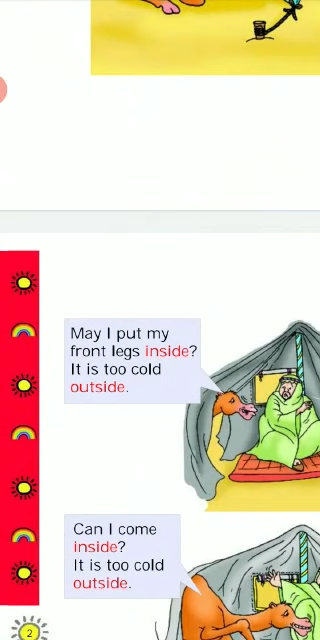 May I put my
front legs inside?
It is too cold
outside.
Can I come
inside?
It is too cold
outside.
2